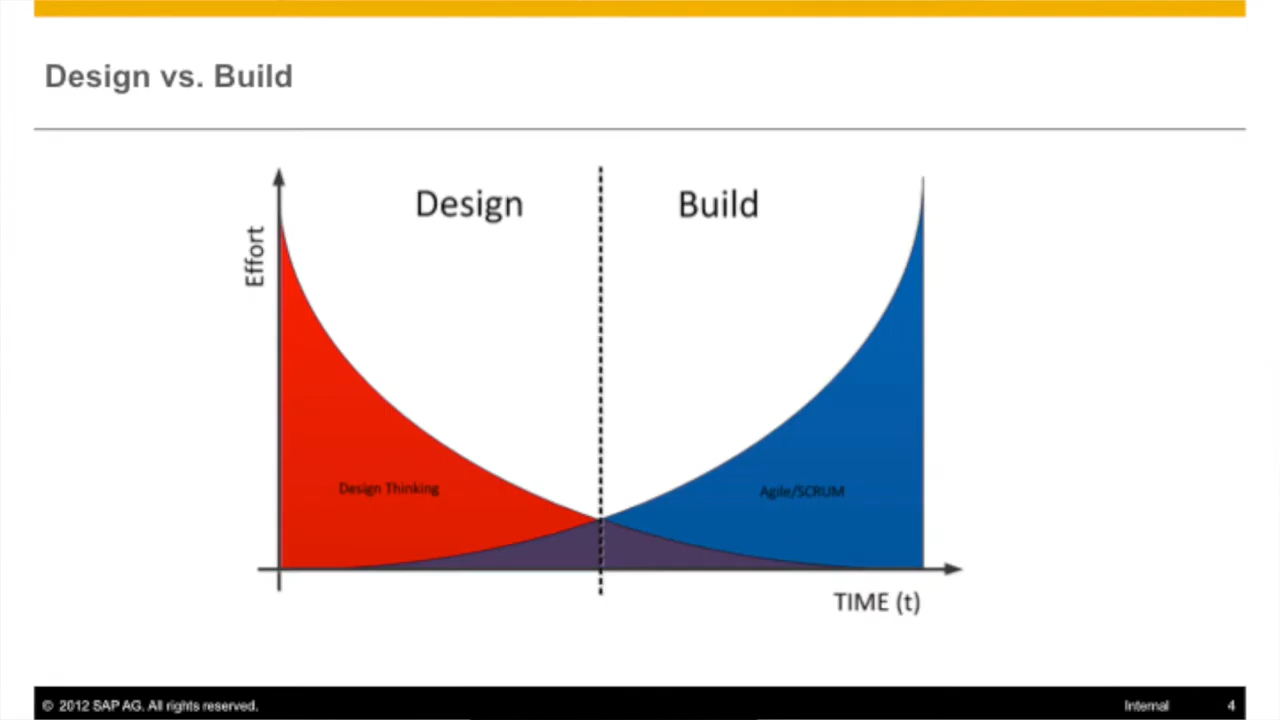 Design vs. Build
Design
Build
Effort
Design Thinking
Agile/SCRUM
TIME (t)
© 2012 SAP AG. All rights reserved.
Internal
4